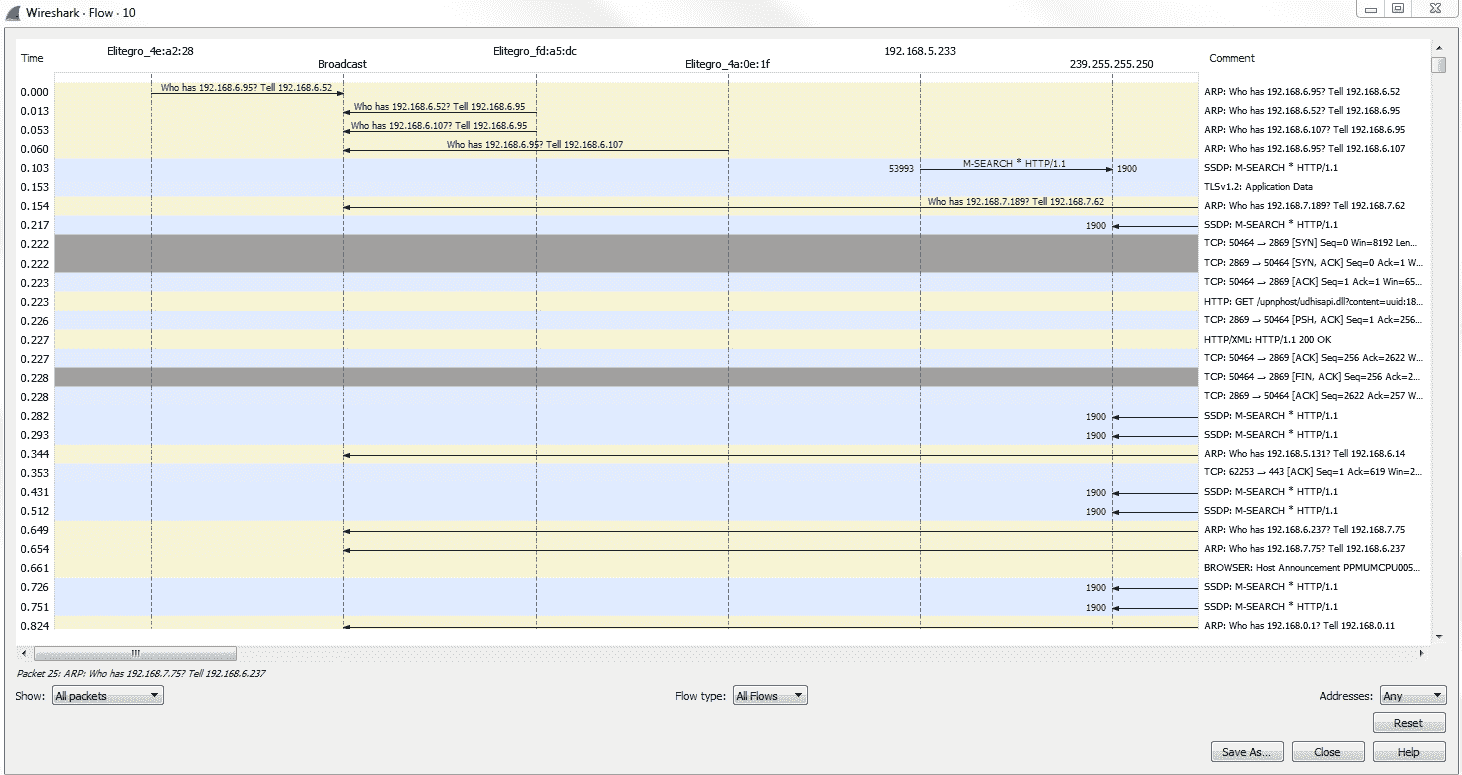 Wireshark · Flow · 10
Elitegro_4e:a2:28 Elitegro_fd:a5:dc 192.168.5.233
Time Broadcast Elitegro_4a:0e:1f 239.255.255.250 Comment
0.000 Who has 192.168.6.95? Tell 192.168.6.52 ARP: Who has 192.168.6.95? Tell 192.168.6.52
0.013 Who has 192.168.6.52? Tell 192.168.6.95 ARP: Who has 192.168.6.52? Tell 192.168.6.95
0.053 Who has 192.168.6.107? Tell 192.168.6.95 ARP: Who has 192.168.6.107? Tell 192.168.6.95
0.060 Who has 192.168.6.95? Tell 192.168.6.107 ARP: Who has 192.168.6.95? Tell 192.168.6.107
0.103 53993 M-SEARCH * HTTP/1.1 1900 SSDP: M-SEARCH * HTTP/1.1
0.153 TLSv1.2: Application Data
0.154 Who has 192.168.7.189? Tell 192.168.7.62 ARP: Who has 192.168.7.189? Tell 192.168.7.62
0.217 1900 SSDP: M-SEARCH * HTTP/1.1
0.222 TCP: 50464 → 2869 [SYN] Seq=0 Win=8192 Len...
0.222 TCP: 2869 → 50464 [SYN, ACK] Seq=0 Ack=1 W...
0.223 TCP: 50464 → 2869 [ACK] Seq=1 Ack=1 Win=65...
0.223 HTTP: GET /upnphost/udhisapi.dll?content=uuid:18...
0.226 TCP: 2869 → 50464 [PSH, ACK] Seq=1 Ack=256...
0.227 HTTP/XML: HTTP/1.1 200 OK
0.227 TCP: 50464 → 2869 [ACK] Seq=256 Ack=2622 W...
0.228 TCP: 50464 → 2869 [FIN, ACK] Seq=256 Ack=2...
0.228 TCP: 2869 → 50464 [ACK] Seq=2622 Ack=257 W...
0.282 1900 SSDP: M-SEARCH * HTTP/1.1
0.293 1900 SSDP: M-SEARCH * HTTP/1.1
0.344 ARP: Who has 192.168.5.131? Tell 192.168.6.14
0.353 TCP: 62253 → 443 [ACK] Seq=1 Ack=619 Win=2...
0.431 1900 SSDP: M-SEARCH * HTTP/1.1
0.512 1900 SSDP: M-SEARCH * HTTP/1.1
0.649 ARP: Who has 192.168.6.237? Tell 192.168.7.75
0.654 ARP: Who has 192.168.7.75? Tell 192.168.6.237
0.661 BROWSER: Host Announcement PPMUMCPU005...
0.726 1900 SSDP: M-SEARCH * HTTP/1.1
0.751 1900 SSDP: M-SEARCH * HTTP/1.1
0.824 ARP: Who has 192.168.0.1? Tell 192.168.0.11
Packet 25: ARP: Who has 192.168.7.75? Tell 192.168.6.237
Show: All packets Flow type: All Flows Addresses: Any
Reset
Save As... Close Help